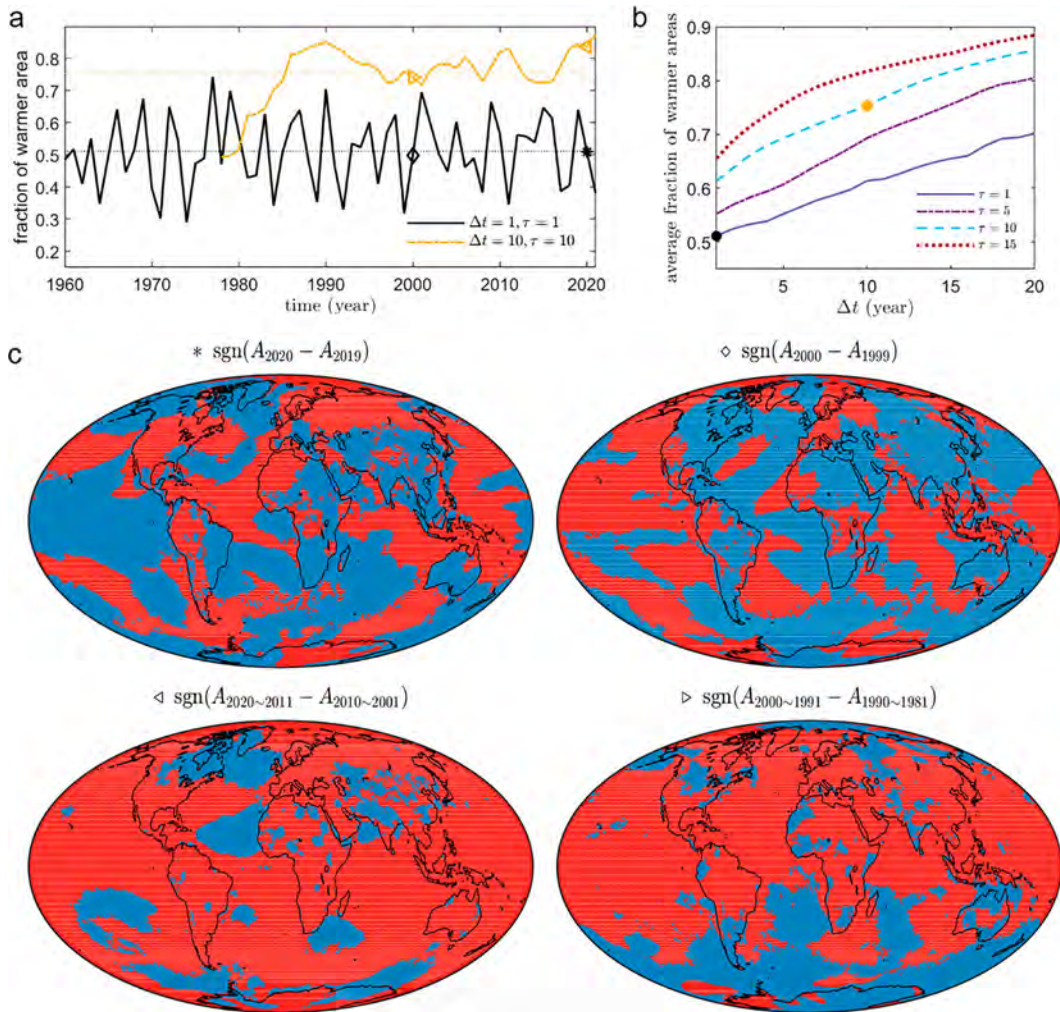 a
fraction of warmer area
0.8
0.7
0.6
0.5
0.4
0.3
0.2
1960
1970
1980
1990
2000
2010
2020
time (year)
Δt = 1, τ = 1
Δt = 10, τ = 10
b
average fraction of warmer areas
0.9
0.8
0.7
0.6
0.5
5
10
15
20
Δt (year)
τ = 1
τ = 5
τ = 10
τ = 15
c
* sgn(A2020 − A2019)
◇ sgn(A2000 − A1999)
◁ sgn(A2020~2011 − A2010~2001)
▷ sgn(A2000~1991 − A1990~1981)